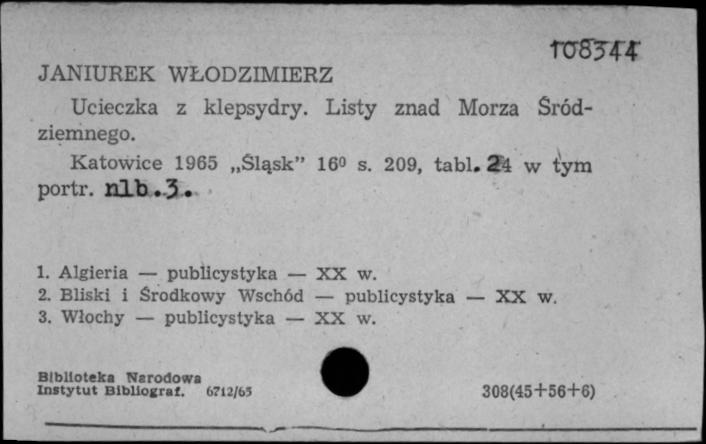 108344
JANIUREK WŁODZIMIERZ
Ucieczka z klepsydry. Listy znad Morza Śród-
ziemnego.
Katowice 1965 „Śląsk” 16⁰ s. 209, tabl. 24 w tym
portr. nlb.3.
1. Algieria — publicystyka — XX w.
2. Bliski i Środkowy Wschód — publicystyka — XX w.
3. Włochy — publicystyka — XX w.
Biblioteka Narodowa
Instytut Bibliograf. 6712/65
308(45+56+6)